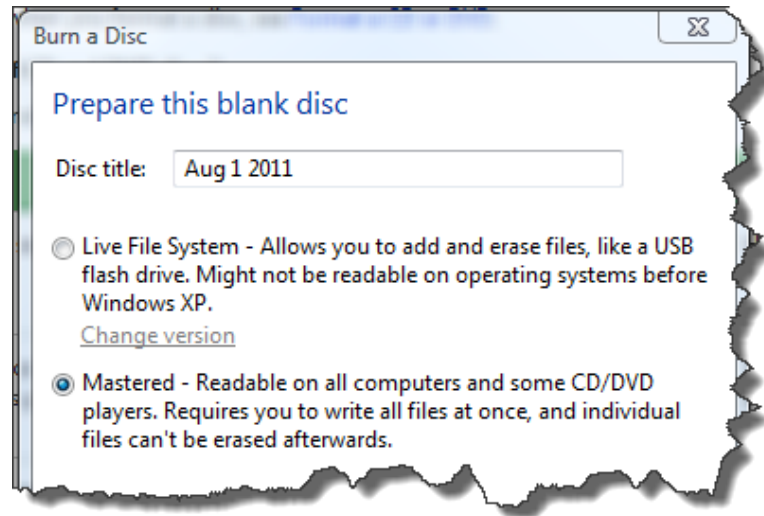 Burn a Disc
Prepare this blank disc
Disc title: Aug 1 2011
Live File System - Allows you to add and erase files, like a USB
flash drive. Might not be readable on operating systems before
Windows XP.
Change version
Mastered - Readable on all computers and some CD/DVD
players. Requires you to write all files at once, and individual
files can't be erased afterwards.